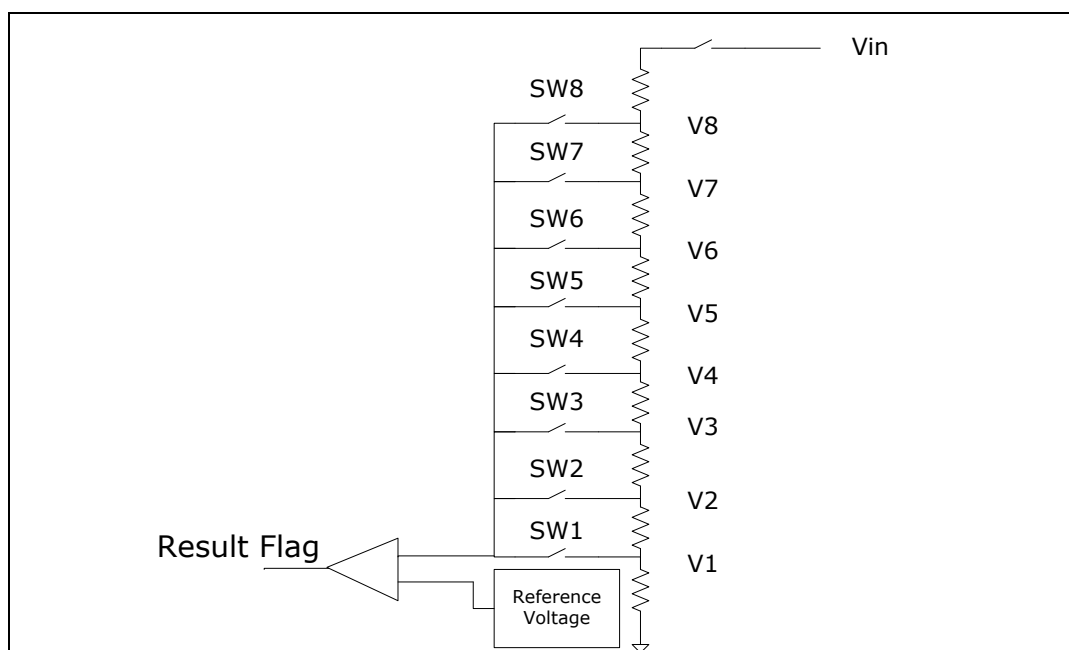 Vin
SW8
V8
SW7
V7
SW6
V6
SW5
V5
SW4
V4
SW3
V3
SW2
V2
SW1
V1
Result Flag
Reference
Voltage